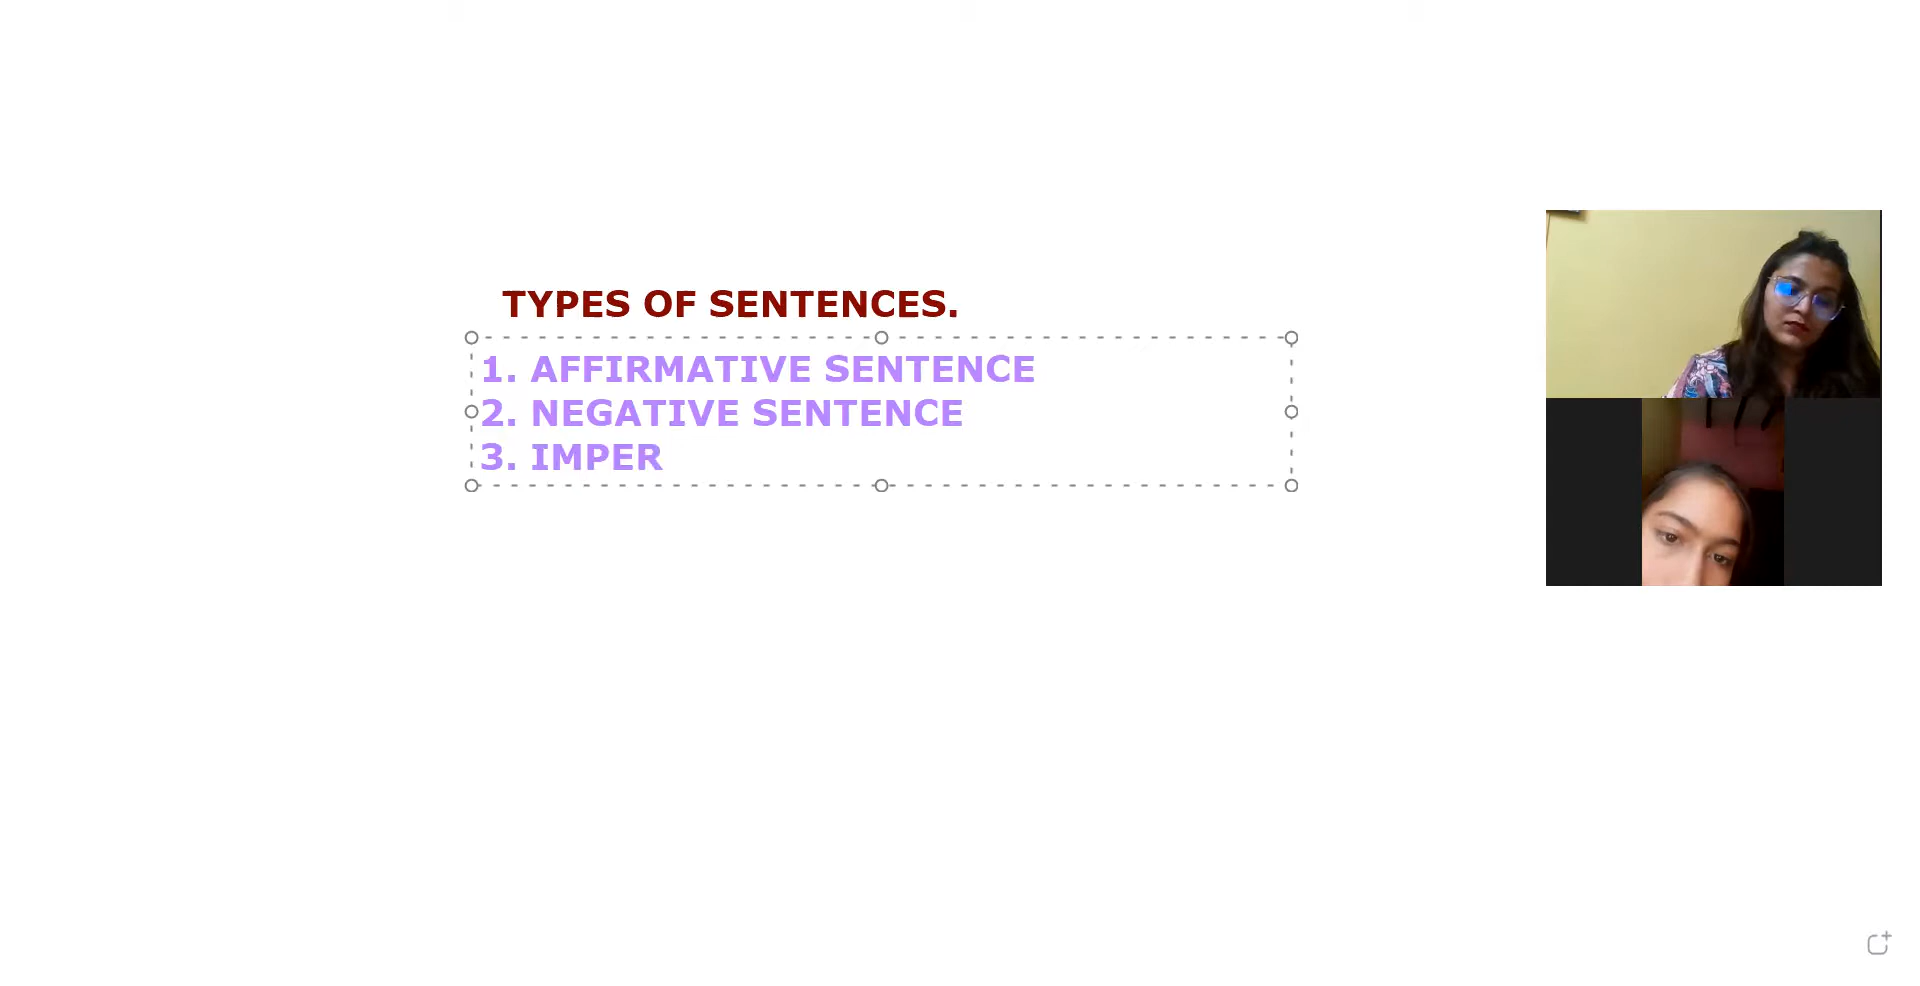 TYPES OF SENTENCES.
1. AFFIRMATIVE SENTENCE
2. NEGATIVE SENTENCE
3. IMPER